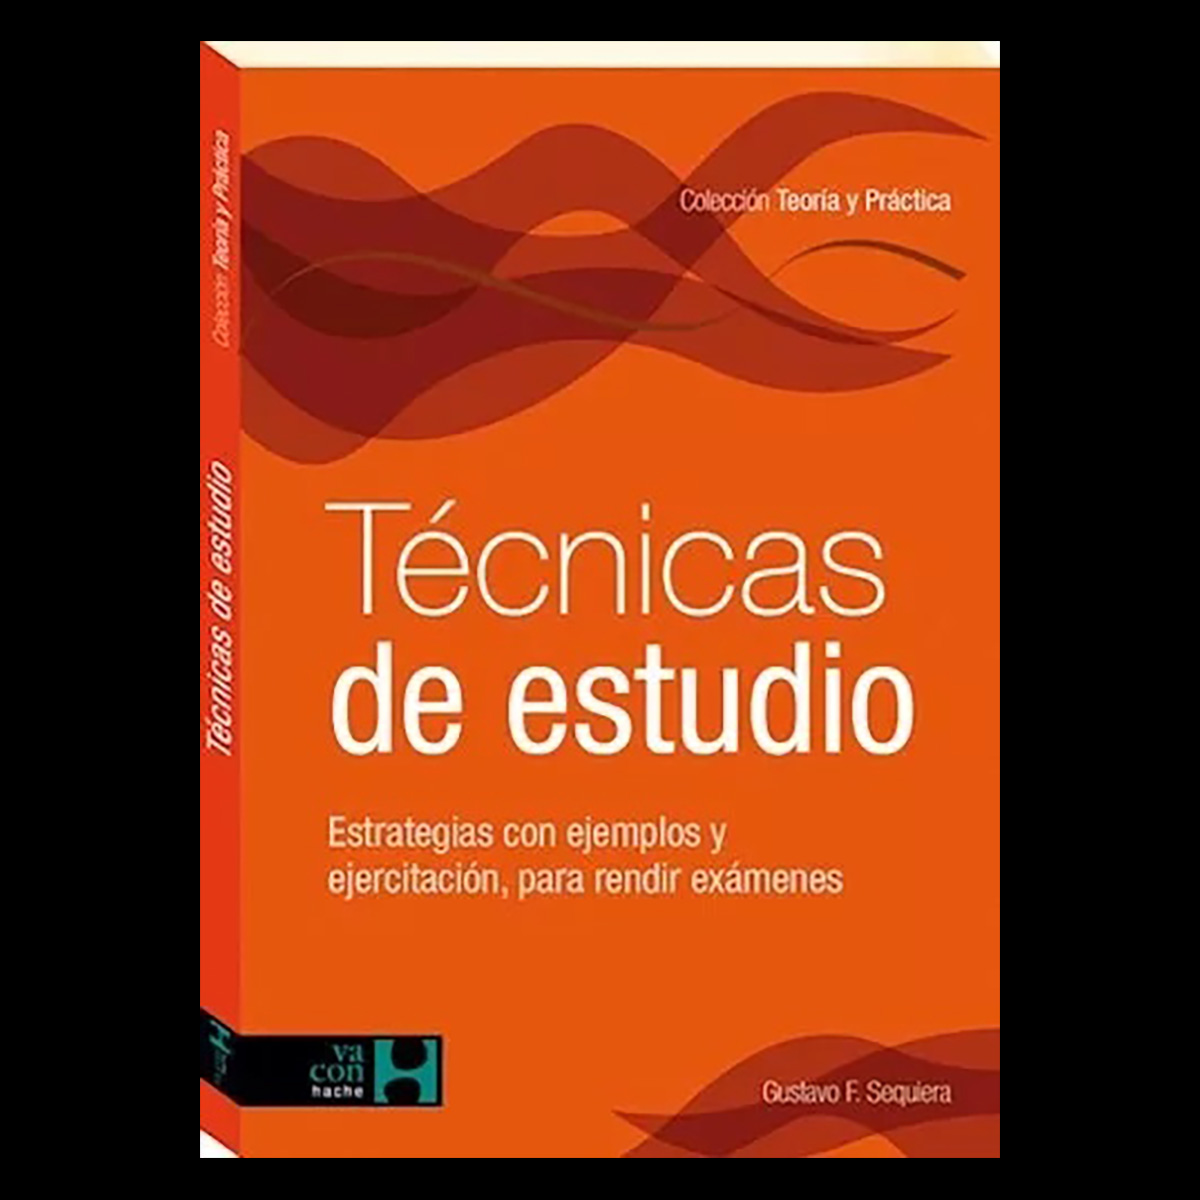 Colección Teoría y Práctica
Técnicas de estudio
Colección Teoría y Práctica
Técnicas
de estudio
Estrategias con ejemplos y
ejercitación, para rendir exámenes
va
con
hache
Gustavo F. Sequiera